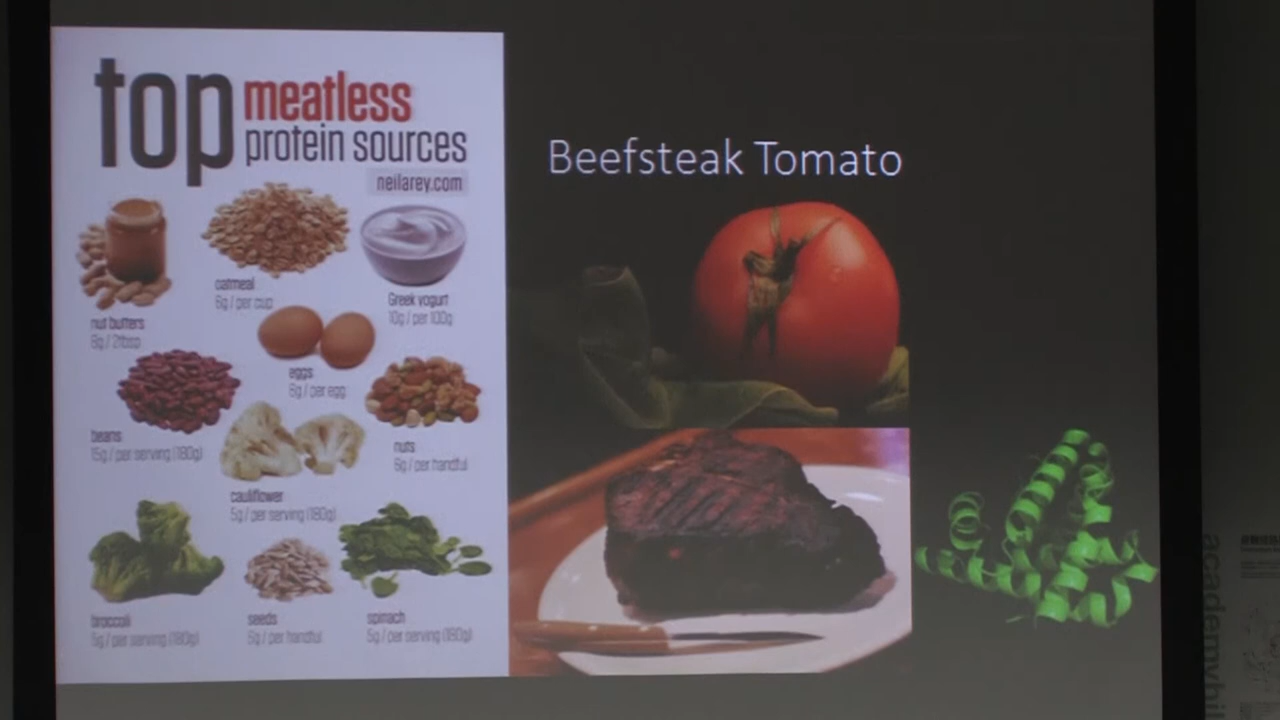 top meatless
protein sources
neilarey.com
nut butters
8g / 2tbsp
oatmeal
6g / per cup
Greek yogurt
10g / per 100g
eggs
6g / per egg
beans
15g / per serving (180g)
cauliflower
5g / per serving (180g)
nuts
6g / per handful
broccoli
5g / per serving (180g)
seeds
5g / per handful
spinach
5g / per serving (180g)
Beefsteak Tomato